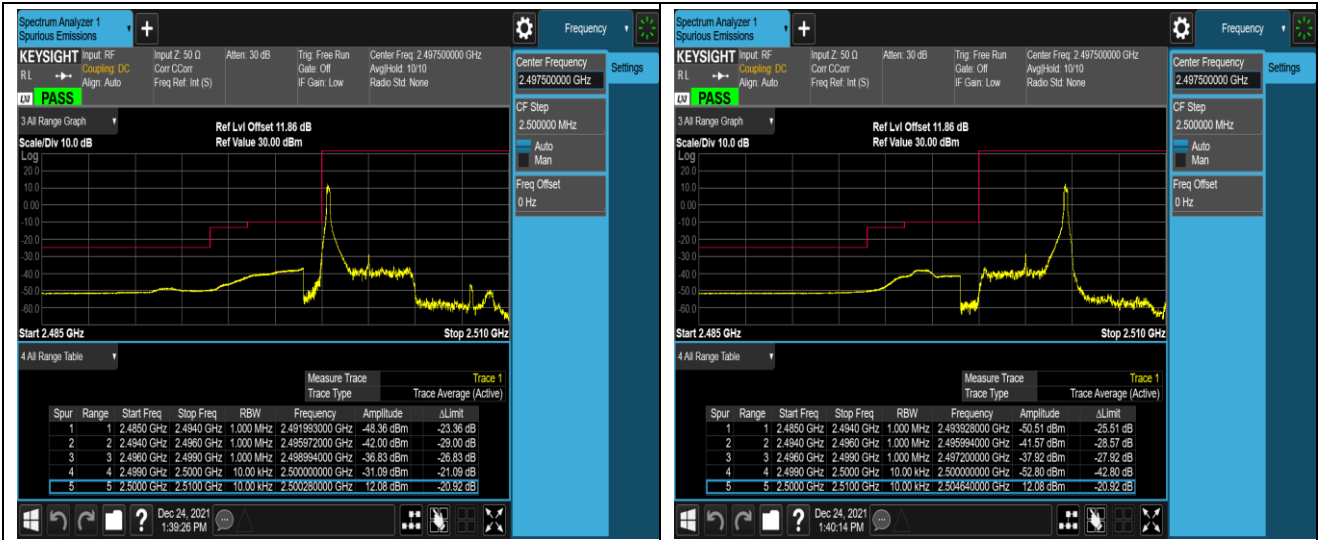 Spectrum Analyzer 1
Spurious Emissions
+
Frequency
KEYSIGHT Input: RF Input Z: 50 Ω Atten: 30 dB Trig: Free Run Center Freq: 2.497500000 GHz
RL Coupling: DC Corr CCorr Gate: Off Avg|Hold: 10/10
Align: Auto Freq Ref: Int (S) IF Gain: Low Radio Std: None
LXI PASS
Center Frequency
2.497500000 GHz
Settings
CF Step
2.500000 MHz
Auto
Man
Freq Offset
0 Hz
3 All Range Graph
Ref Lvl Offset 11.86 dB
Scale/Div 10.0 dB Ref Value 30.00 dBm
Log
20.0
10.0
0.00
-10.0
-20.0
-30.0
-40.0
-50.0
-60.0
Start 2.485 GHz Stop 2.510 GHz
4 All Range Table
Measure Trace Trace 1
Trace Type Trace Average (Active)
Spur Range Start Freq Stop Freq RBW Frequency Amplitude ΔLimit
1 1 2.4850 GHz 2.4940 GHz 1.000 MHz 2.491993000 GHz -48.36 dBm -23.36 dB
2 2 2.4940 GHz 2.4960 GHz 1.000 MHz 2.495972000 GHz -42.00 dBm -29.00 dB
3 3 2.4960 GHz 2.4990 GHz 1.000 MHz 2.498994000 GHz -36.83 dBm -26.83 dB
4 4 2.4990 GHz 2.5000 GHz 10.00 kHz 2.500000000 GHz -31.09 dBm -21.09 dB
5 5 2.5000 GHz 2.5100 GHz 10.00 kHz 2.500280000 GHz 12.08 dBm -20.92 dB
?
Dec 24, 2021
1:39:26 PM
Spectrum Analyzer 1
Spurious Emissions
+
Frequency
KEYSIGHT Input: RF Input Z: 50 Ω Atten: 30 dB Trig: Free Run Center Freq: 2.497500000 GHz
RL Coupling: DC Corr CCorr Gate: Off Avg|Hold: 10/10
Align: Auto Freq Ref: Int (S) IF Gain: Low Radio Std: None
LXI PASS
Center Frequency
2.497500000 GHz
Settings
CF Step
2.500000 MHz
Auto
Man
Freq Offset
0 Hz
3 All Range Graph
Ref Lvl Offset 11.86 dB
Scale/Div 10.0 dB Ref Value 30.00 dBm
Log
20.0
10.0
0.00
-10.0
-20.0
-30.0
-40.0
-50.0
-60.0
Start 2.485 GHz Stop 2.510 GHz
4 All Range Table
Measure Trace Trace 1
Trace Type Trace Average (Active)
Spur Range Start Freq Stop Freq RBW Frequency Amplitude ΔLimit
1 1 2.4850 GHz 2.4940 GHz 1.000 MHz 2.493928000 GHz -50.51 dBm -25.51 dB
2 2 2.4940 GHz 2.4960 GHz 1.000 MHz 2.495994000 GHz -41.57 dBm -28.57 dB
3 3 2.4960 GHz 2.4990 GHz 1.000 MHz 2.497200000 GHz -37.92 dBm -27.92 dB
4 4 2.4990 GHz 2.5000 GHz 10.00 kHz 2.500000000 GHz -52.80 dBm -42.80 dB
5 5 2.5000 GHz 2.5100 GHz 10.00 kHz 2.504640000 GHz 12.08 dBm -20.92 dB
?
Dec 24, 2021
1:40:14 PM